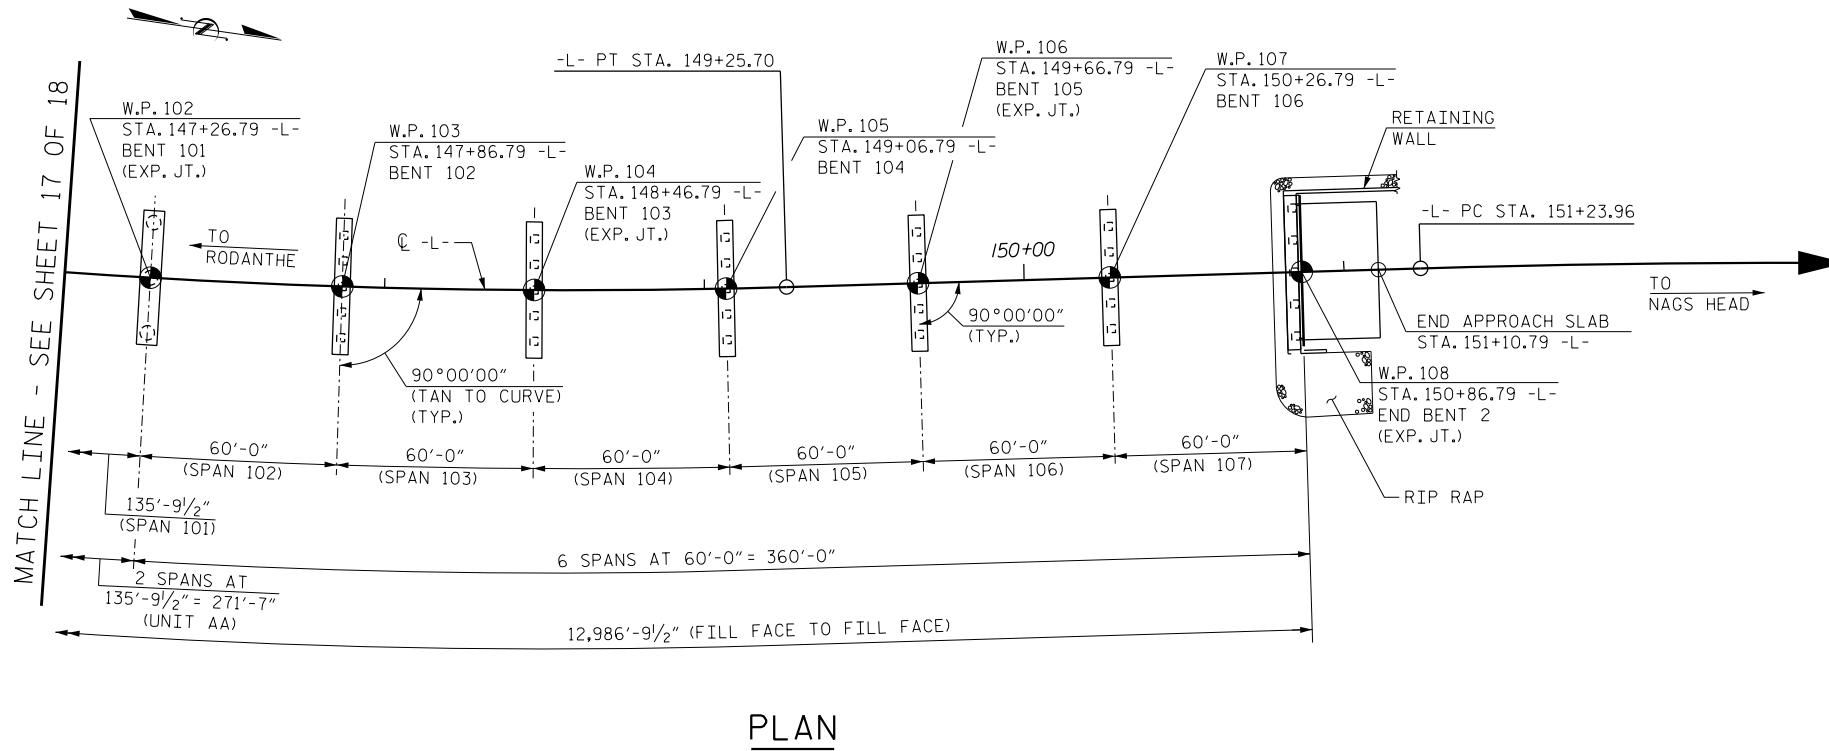 N
MATCH LINE - SEE SHEET 17 OF 18
W.P. 102
STA. 147+26.79 -L-
BENT 101
(EXP. JT.)
W.P. 103
STA. 147+86.79 -L-
BENT 102
W.P. 104
STA. 148+46.79 -L-
BENT 103
(EXP. JT.)
-L- PT STA. 149+25.70
W.P. 105
STA. 149+06.79 -L-
BENT 104
W.P. 106
STA. 149+66.79 -L-
BENT 105
(EXP. JT.)
W.P. 107
STA. 150+26.79 -L-
BENT 106
RETAINING
WALL
-L- PC STA. 151+23.96
TO
RODANTHE
℄ -L-
150+00
TO
NAGS HEAD
90°00'00"
(TAN TO CURVE)
(TYP.)
90°00'00"
(TYP.)
END APPROACH SLAB
STA. 151+10.79 -L-
W.P. 108
STA. 150+86.79 -L-
END BENT 2
(EXP. JT.)
RIP RAP
60'-0"
(SPAN 102)
60'-0"
(SPAN 103)
60'-0"
(SPAN 104)
60'-0"
(SPAN 105)
60'-0"
(SPAN 106)
60'-0"
(SPAN 107)
135'-9½"
(SPAN 101)
6 SPANS AT 60'-0" = 360'-0"
2 SPANS AT
135'-9½" = 271'-7"
(UNIT AA)
12,986'-9½" (FILL FACE TO FILL FACE)
PLAN